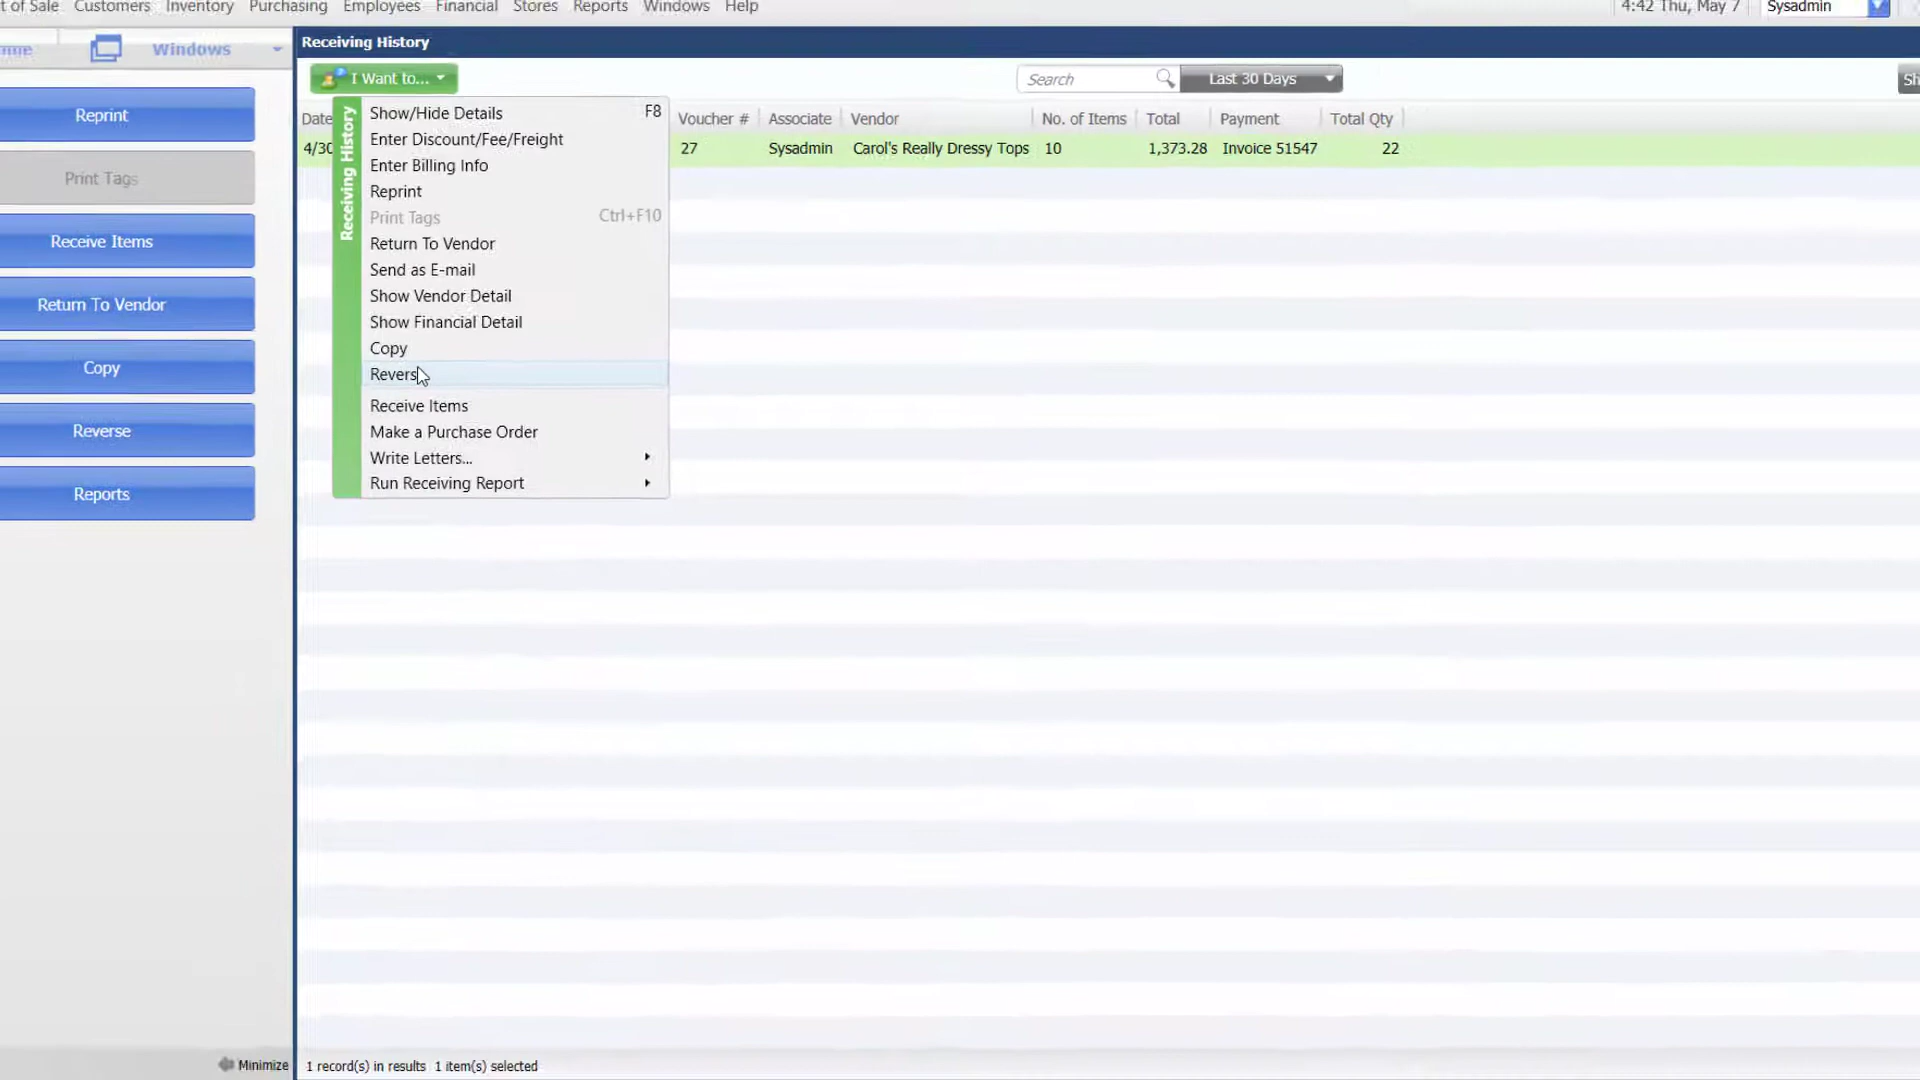 t of Sale Customers Inventory Purchasing Employees Financial Stores Reports Windows Help 4:42 Thu, May 7 Sysadmin
Windows
Receiving History
I Want to...
Search
Last 30 Days
Sh
Date Voucher # Associate Vendor No. of Items Total Payment Total Qty
4/30 27 Sysadmin Carol's Really Dressy Tops 10 1,373.28 Invoice 51547 22
Reprint
Print Tags
Receive Items
Return To Vendor
Copy
Reverse
Reports
Receiving History
Show/Hide Details F8
Enter Discount/Fee/Freight
Enter Billing Info
Reprint
Print Tags Ctrl+F10
Return To Vendor
Send as E-mail
Show Vendor Detail
Show Financial Detail
Copy
Revers
Receive Items
Make a Purchase Order
Write Letters...
Run Receiving Report
Minimize
1 record(s) in results 1 item(s) selected